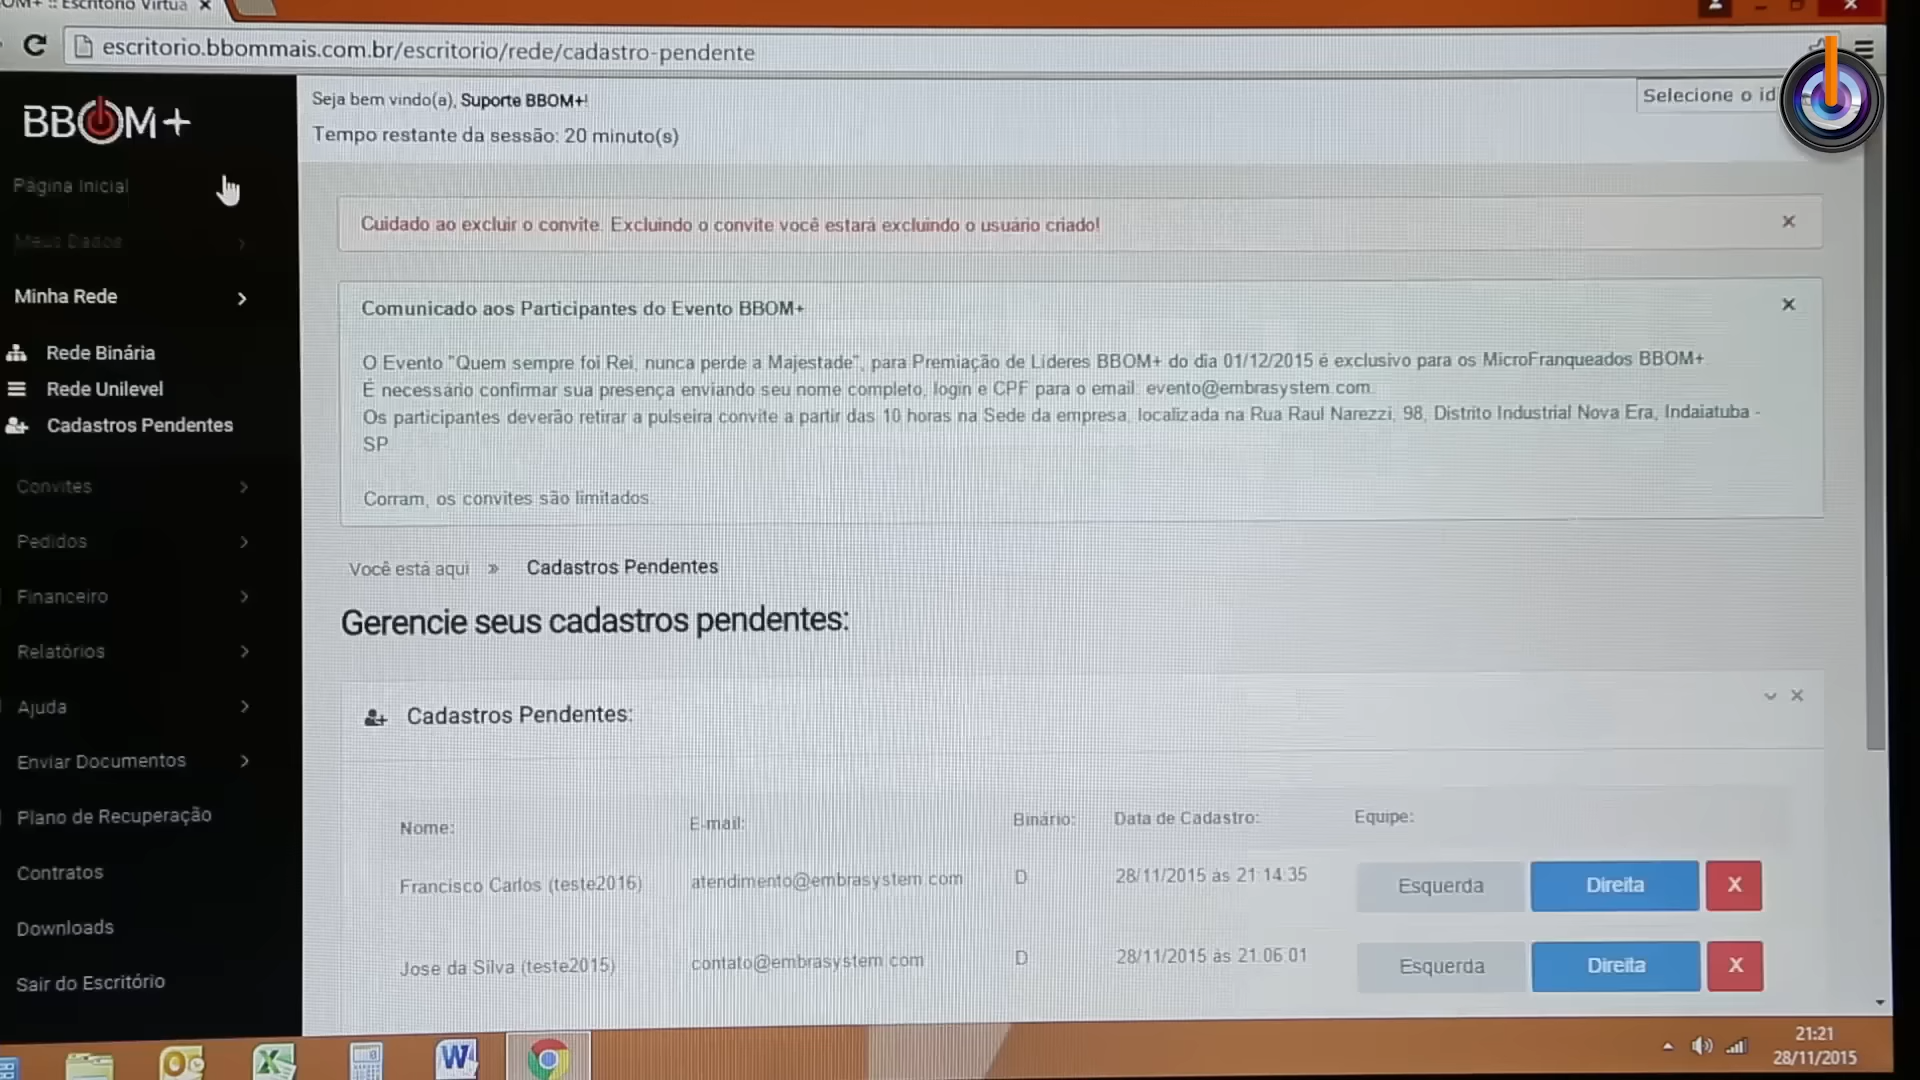 Escritório Virtua
escritorio.bbommais.com.br/escritorio/rede/cadastro-pendente
BBOM+
Seja bem vindo(a), Suporte BBOM+!
Tempo restante da sessão: 20 minuto(s)
Selecione o id
Página Inicial
Meus Dados
Minha Rede
Rede Binária
Rede Unilevel
Cadastros Pendentes
Convites
Pedidos
Financeiro
Relatórios
Ajuda
Enviar Documentos
Plano de Recuperação
Contratos
Downloads
Sair do Escritório
Cuidado ao excluir o convite. Excluindo o convite você estará excluindo o usuário criado!
Comunicado aos Participantes do Evento BBOM+
O Evento "Quem sempre foi Rei, nunca perde a Majestade", para Premiação de Líderes BBOM+ do dia 01/12/2015 é exclusivo para os MicroFranqueados BBOM+.
É necessário confirmar sua presença enviando seu nome completo, login e CPF para o email: evento@embrasystem.com.
Os participantes deverão retirar a pulseira convite a partir das 10 horas na Sede da empresa, localizada na Rua Raul Narezzi, 98, Distrito Industrial Nova Era, Indaiatuba -
SP
Corram, os convites são limitados.
Você está aqui » Cadastros Pendentes
Gerencie seus cadastros pendentes:
Cadastros Pendentes:
Nome: E-mail: Binário: Data de Cadastro: Equipe:
Francisco Carlos (teste2016) atendimento@embrasystem.com D 28/11/2015 às 21:14:35 Esquerda Direita X
Jose da Silva (teste2015) contato@embrasystem.com D 28/11/2015 às 21:06:01 Esquerda Direita X
21:21
28/11/2015